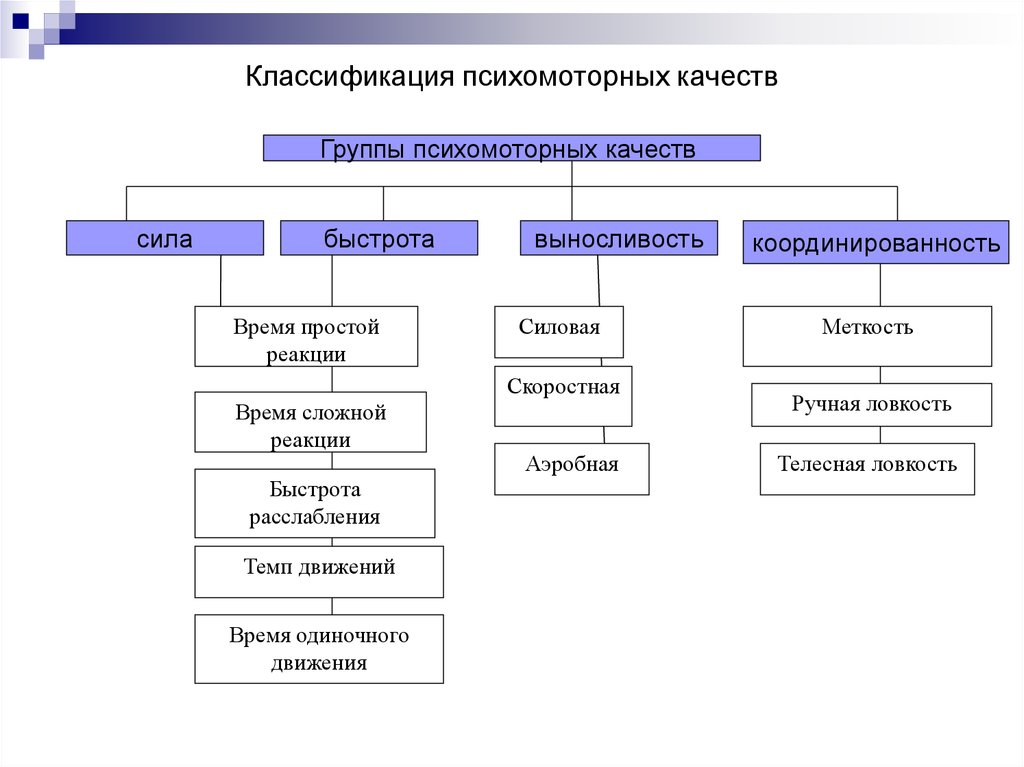 Классификация психомоторных качеств
Группы психомоторных качеств
сила
быстрота
выносливость
координированность
Время простой
реакции
Время сложной
реакции
Быстрота
расслабления
Темп движений
Время одиночного
движения
Силовая
Скоростная
Аэробная
Меткость
Ручная ловкость
Телесная ловкость